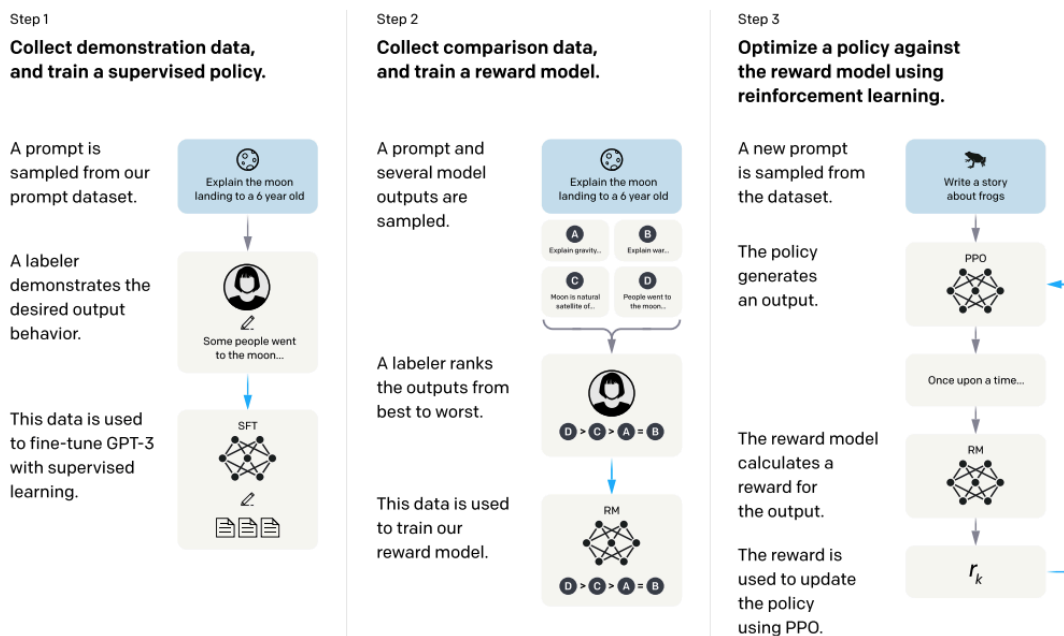 Step 1
Collect demonstration data,
and train a supervised policy.
A prompt is
sampled from our
prompt dataset.
Explain the moon
landing to a 6 year old
A labeler
demonstrates the
desired output
behavior.
Some people went
to the moon...
This data is used
to fine-tune GPT-3
with supervised
learning.
SFT
Step 2
Collect comparison data,
and train a reward model.
A prompt and
several model
outputs are
sampled.
Explain the moon
landing to a 6 year old
A
Explain gravity...
B
Explain war...
C
Moon is natural
satellite of...
D
People went to
the moon...
A labeler ranks
the outputs from
best to worst.
D > C > A = B
This data is used
to train our
reward model.
RM
D > C > A = B
Step 3
Optimize a policy against
the reward model using
reinforcement learning.
A new prompt
is sampled from
the dataset.
Write a story
about frogs
The policy
generates
an output.
PPO
Once upon a time...
The reward model
calculates a
reward for
the output.
RM
The reward is
used to update
the policy
using PPO.
r_k